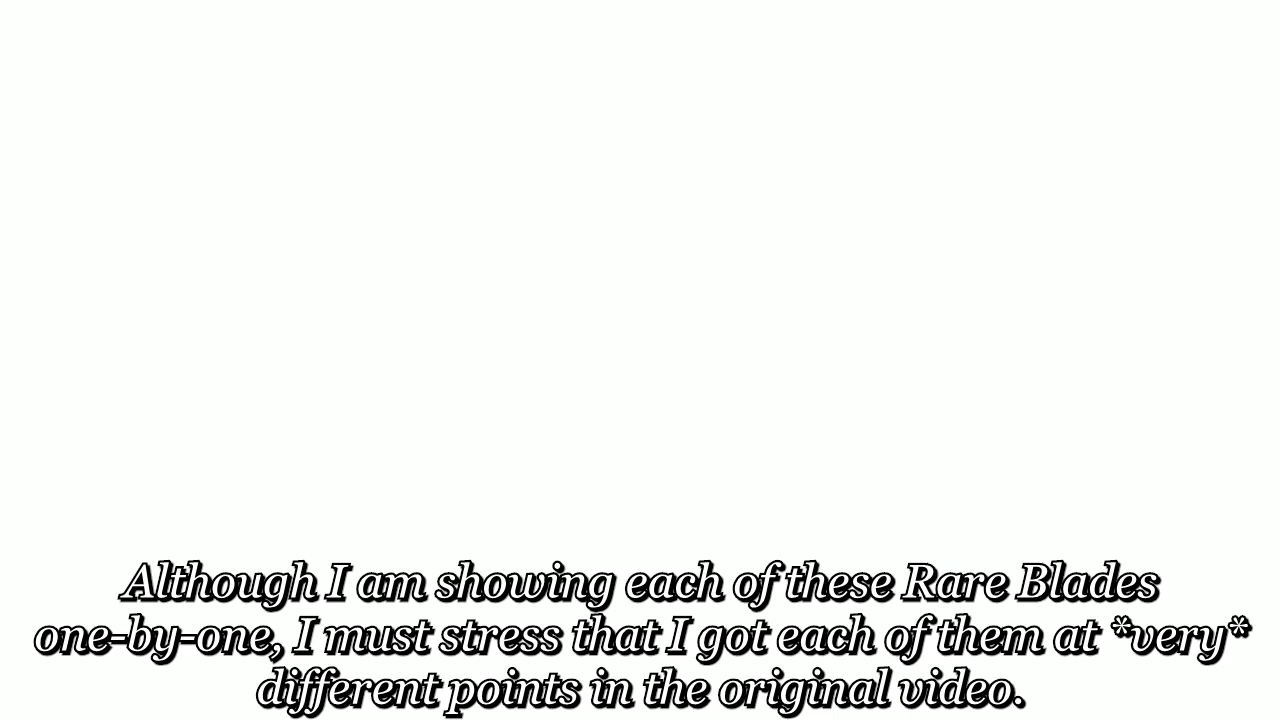 Although I am showing each of these Rare Blades
one-by-one, I must stress that I got each of them at *very*
different points in the original video.